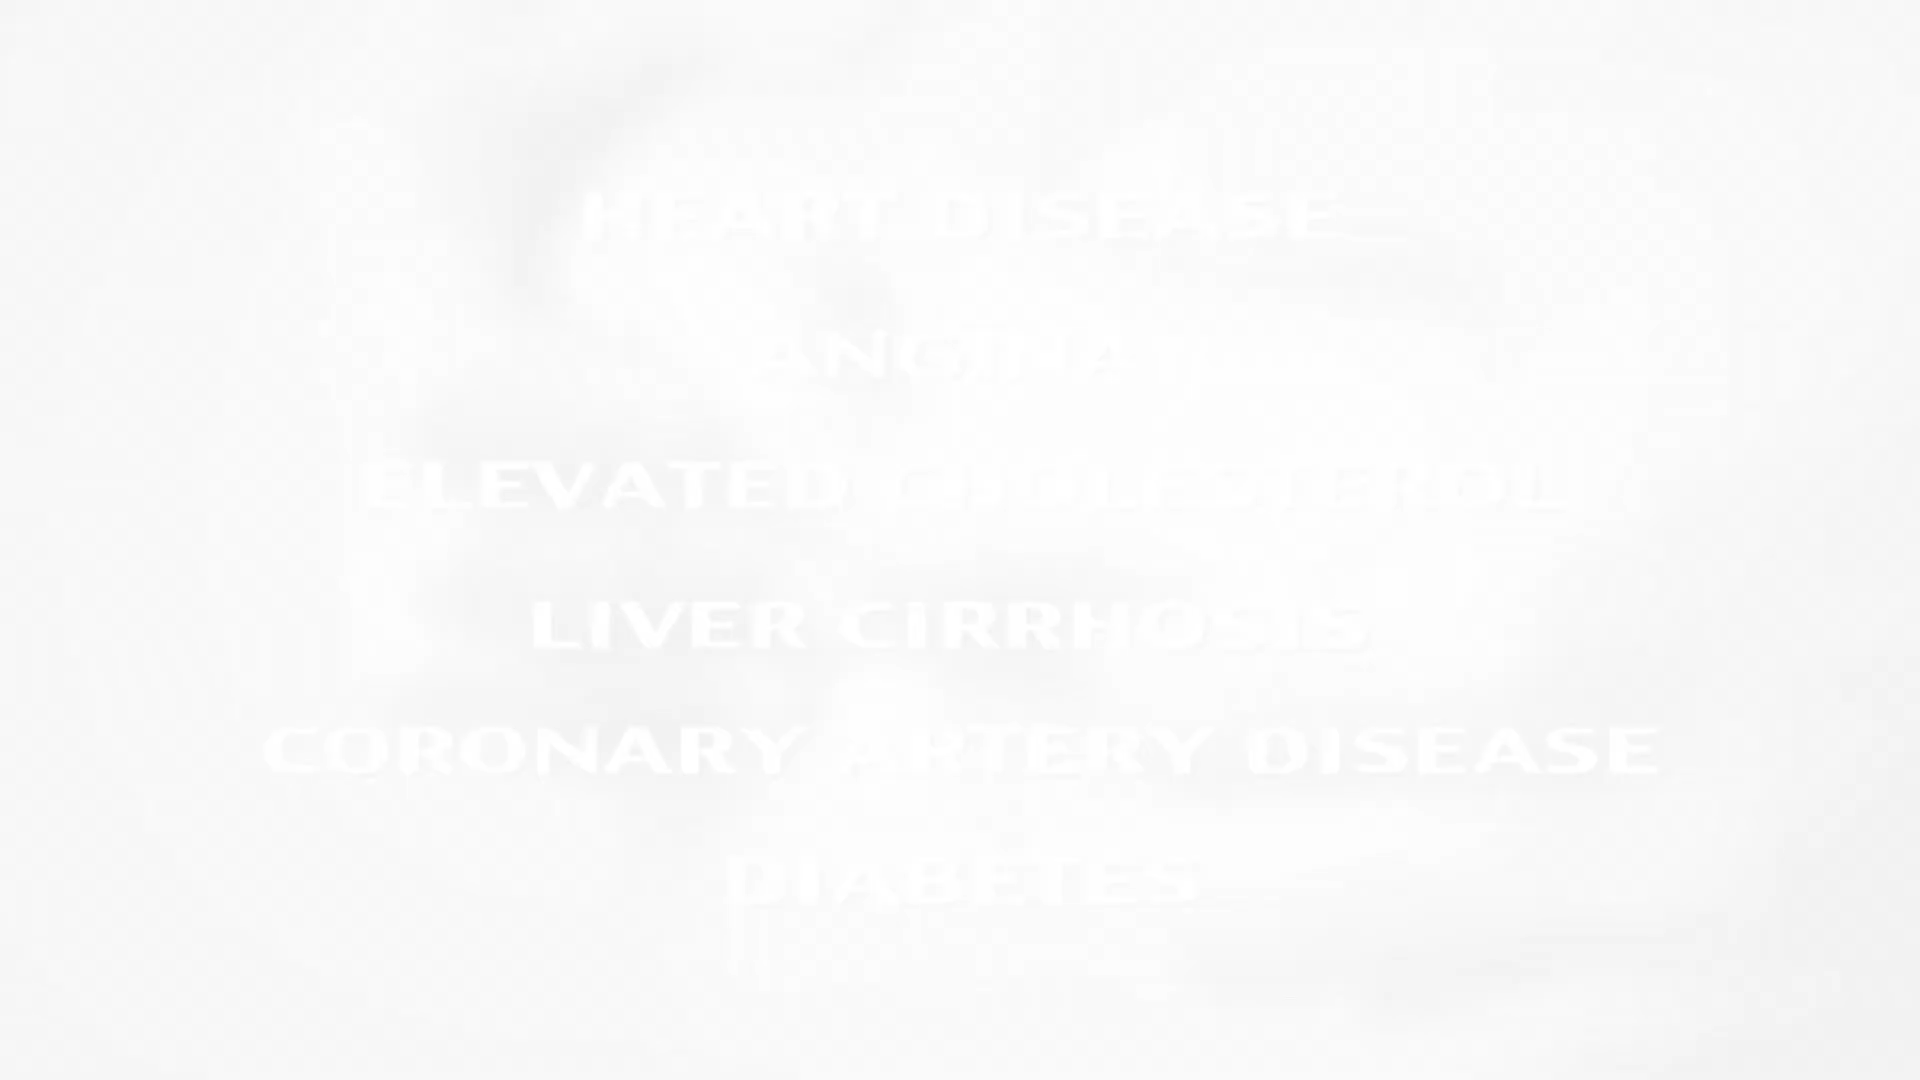 HEART DISEASE
ANGINA
ELEVATED CHOLESTEROL
LIVER CIRRHOSIS
CORONARY ARTERY DISEASE
DIABETES